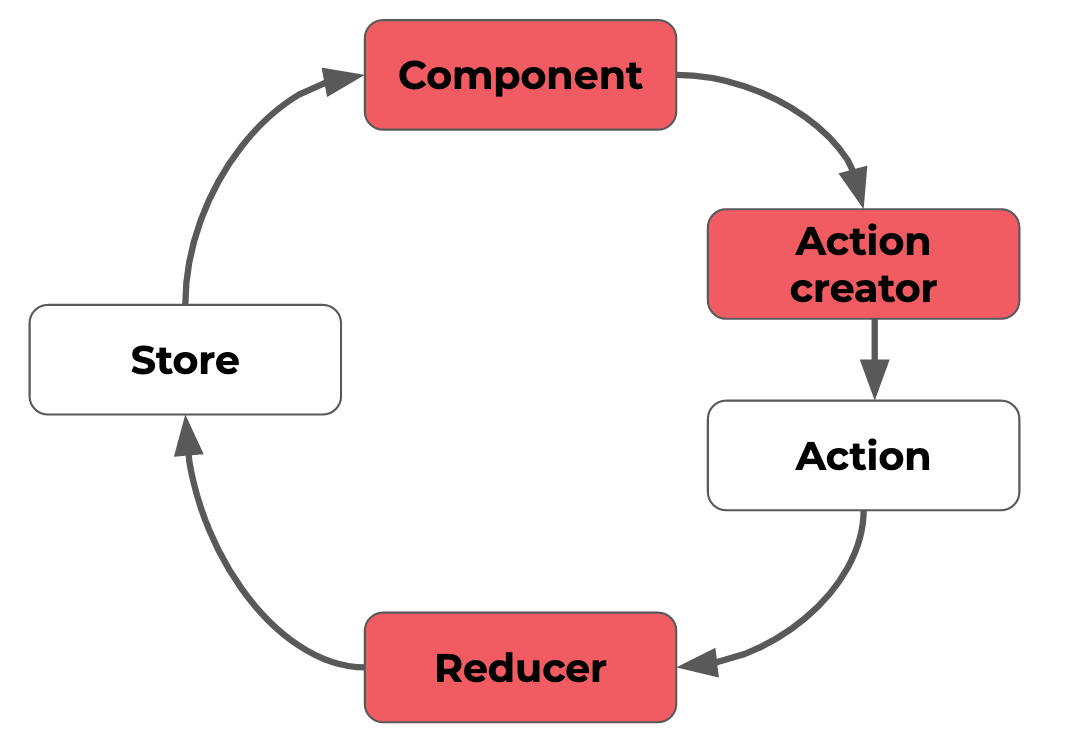 Component
Action
creator
Store
Action
Reducer